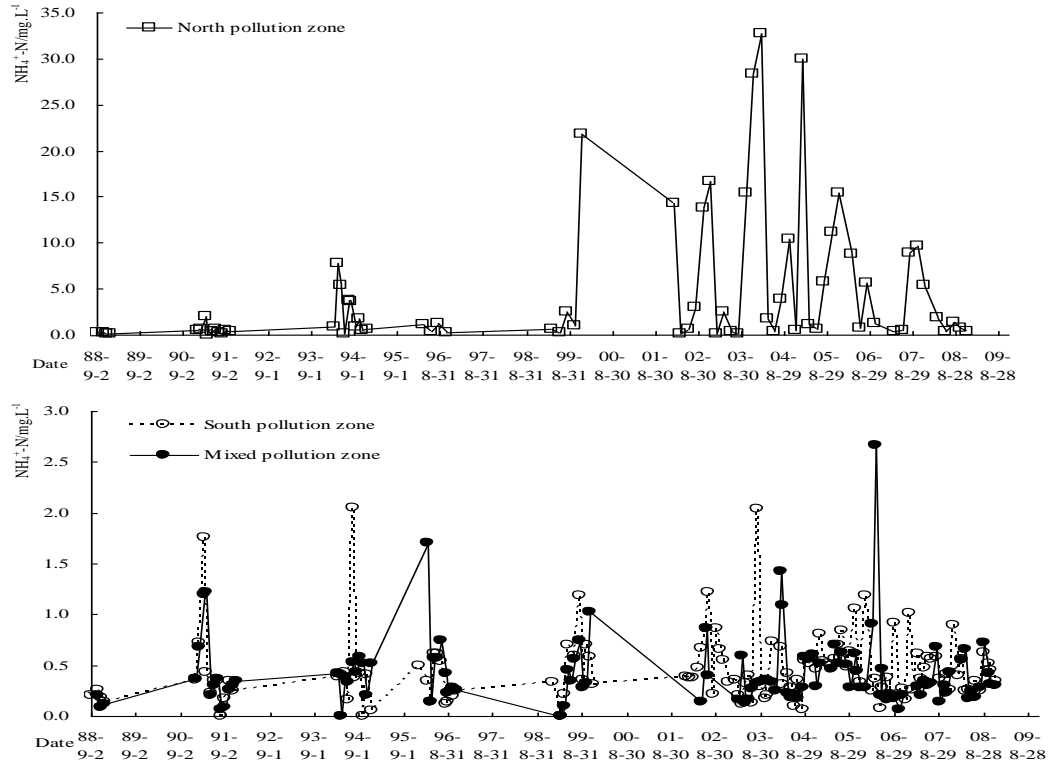 NH₄⁺-N/mg.L⁻¹
35.0
30.0
25.0
20.0
15.0
10.0
5.0
0.0
North pollution zone
Date
88- 89- 90- 91- 92- 93- 94- 95- 96- 97- 98- 99- 00- 01- 02- 03- 04- 05- 06- 07- 08- 09-
9-2 9-2 9-2 9-2 9-1 9-1 9-1 9-1 8-31 8-31 8-31 8-31 8-30 8-30 8-30 8-30 8-29 8-29 8-29 8-29 8-28 8-28
NH₄⁺-N/mg.L⁻¹
3.0
2.5
2.0
1.5
1.0
0.5
0.0
South pollution zone
Mixed pollution zone
Date
88- 89- 90- 91- 92- 93- 94- 95- 96- 97- 98- 99- 00- 01- 02- 03- 04- 05- 06- 07- 08- 09-
9-2 9-2 9-2 9-2 9-1 9-1 9-1 9-1 8-31 8-31 8-31 8-31 8-30 8-30 8-30 8-30 8-29 8-29 8-29 8-29 8-28 8-28